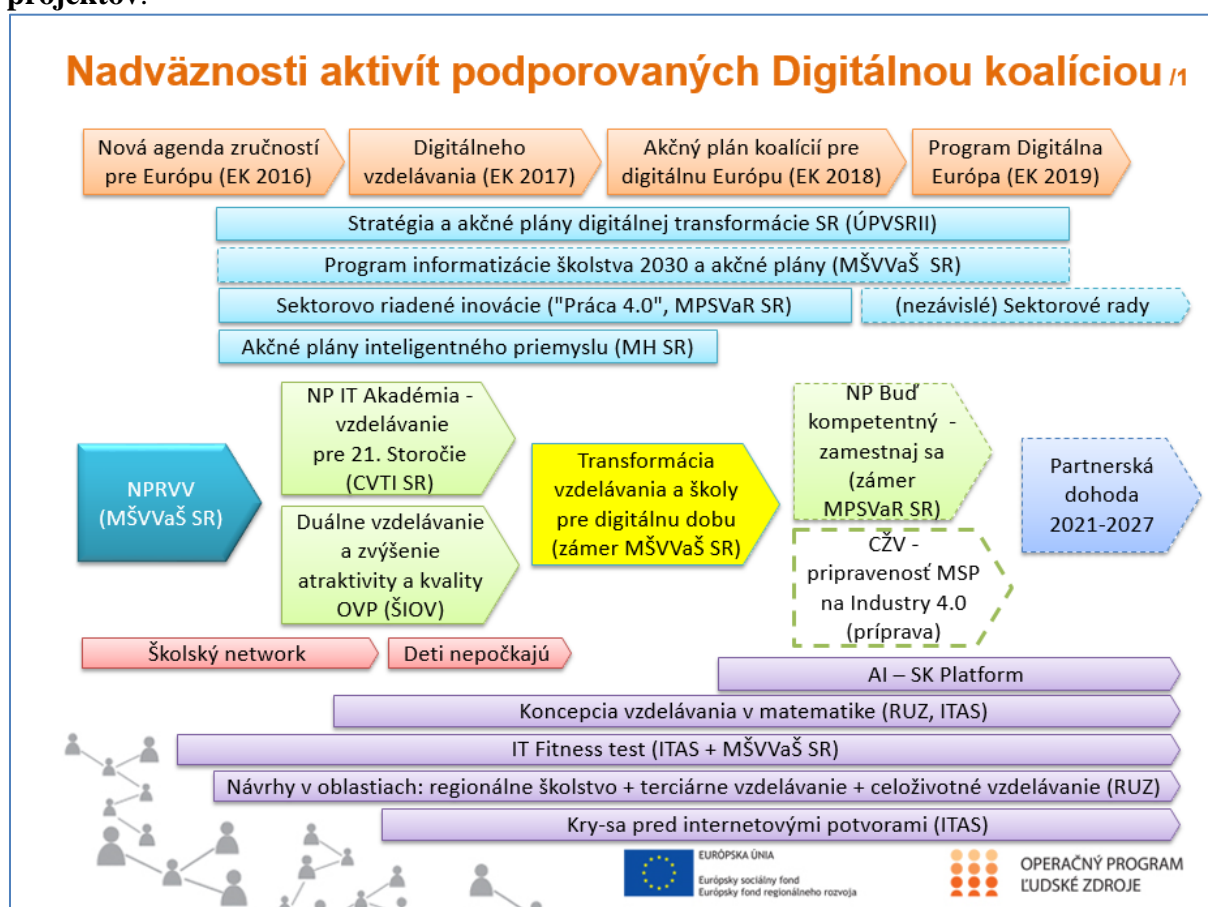 projektov.
Nadväznosti aktivít podporovaných Digitálnou koalíciou /1
Nová agenda zručností
pre Európu (EK 2016)
Digitálneho
vzdelávania (EK 2017)
Akčný plán koalícií pre
digitálnu Európu (EK 2018)
Program Digitálna
Európa (EK 2019)
Stratégia a akčné plány digitálnej transformácie SR (ÚPVSRII)
Program informatizácie školstva 2030 a akčné plány (MŠVVaŠ SR)
Sektorovo riadené inovácie ("Práca 4.0", MPSVaR SR)
(nezávislé) Sektorové rady
Akčné plány inteligentného priemyslu (MH SR)
NPRVV
(MŠVVaŠ SR)
NP IT Akadémia -
vzdelávanie
pre 21. Storočie
(CVTI SR)
Duálne vzdelávanie
a zvýšenie
atraktivity a kvality
OVP (ŠIOV)
Transformácia
vzdelávania a školy
pre digitálnu dobu
(zámer MŠVVaŠ SR)
NP Buď
kompetentný -
zamestnaj sa
(zámer
MPSVaR SR)
CŽV -
pripravenosť MSP
na Industry 4.0
(príprava)
Partnerská
dohoda
2021-2027
Školský network
Deti nepočkajú
AI – SK Platform
Koncepcia vzdelávania v matematike (RUZ, ITAS)
IT Fitness test (ITAS + MŠVVaŠ SR)
Návrhy v oblastiach: regionálne školstvo + terciárne vzdelávanie + celoživotné vzdelávanie (RUZ)
Kry-sa pred internetovými potvorami (ITAS)
EURÓPSKA ÚNIA
Európsky sociálny fond
Európsky fond regionálneho rozvoja
OPERAČNÝ PROGRAM
ĽUDSKÉ ZDROJE